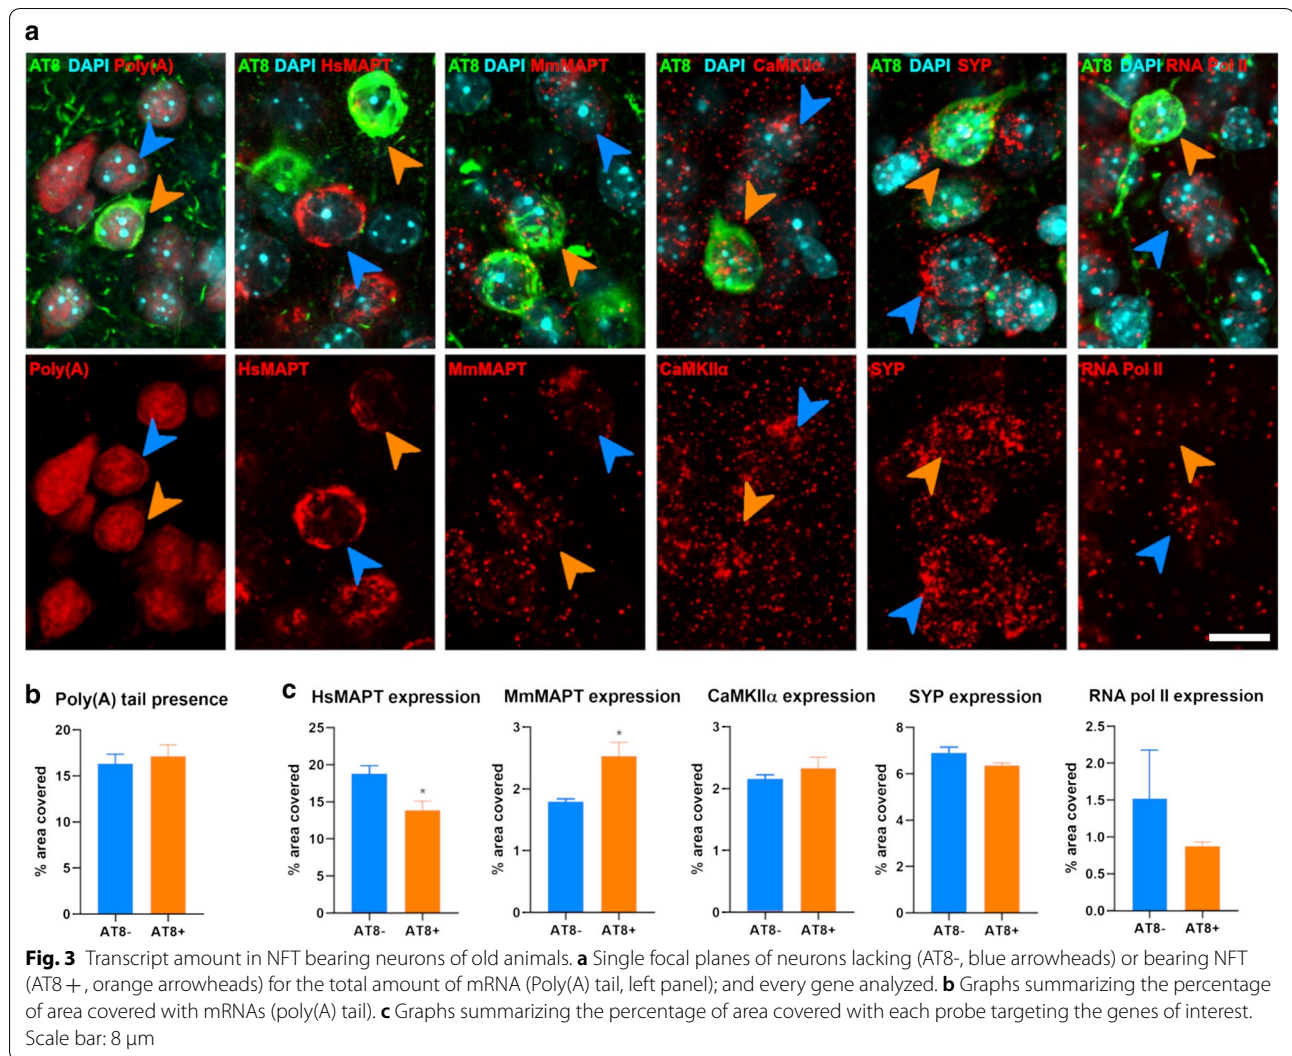 a
AT8 DAPI Poly(A)
AT8 DAPI HsMAPT
AT8 DAPI MmMAPT
AT8 DAPI CaMKIIα
AT8 DAPI SYP
AT8 DAPI RNA Pol II
Poly(A)
HsMAPT
MmMAPT
CaMKIIα
SYP
RNA Pol II
b
Poly(A) tail presence
% area covered
20
15
10
5
0
AT8-
AT8+
c
HsMAPT expression
% area covered
25
20
15
10
5
0
*
AT8-
AT8+
MmMAPT expression
% area covered
3
2
1
0
*
AT8-
AT8+
CaMKIIα expression
% area covered
3
2
1
0
AT8-
AT8+
SYP expression
% area covered
8
6
4
2
0
AT8-
AT8+
RNA pol II expression
% area covered
2.5
2.0
1.5
1.0
0.5
0.0
AT8-
AT8+
Fig. 3 Transcript amount in NFT bearing neurons of old animals. a Single focal planes of neurons lacking (AT8-, blue arrowheads) or bearing NFT
(AT8 +, orange arrowheads) for the total amount of mRNA (Poly(A) tail, left panel); and every gene analyzed. b Graphs summarizing the percentage
of area covered with mRNAs (poly(A) tail). c Graphs summarizing the percentage of area covered with each probe targeting the genes of interest.
Scale bar: 8 µm